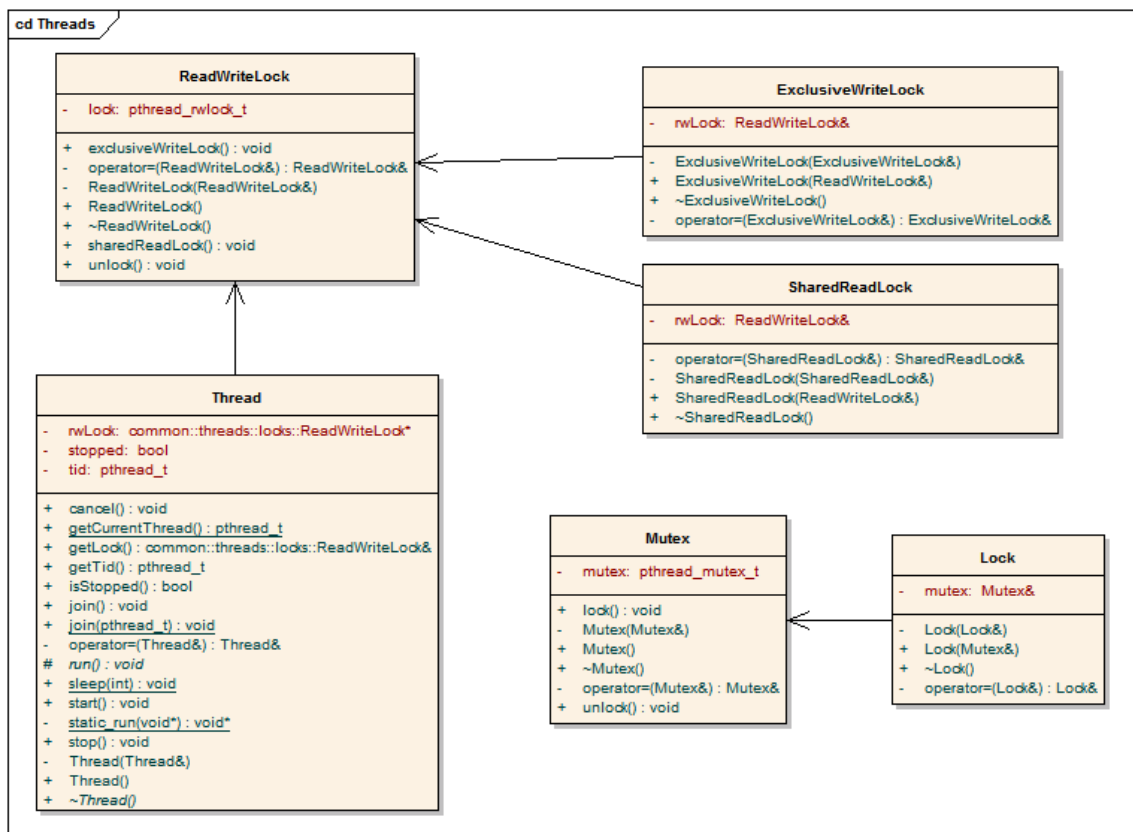 cd Threads
ReadWriteLock
- lock: pthread_rwlock_t
+ exclusiveWriteLock() : void
- operator=(ReadWriteLock&) : ReadWriteLock&
- ReadWriteLock(ReadWriteLock&)
+ ReadWriteLock()
+ ~ReadWriteLock()
+ sharedReadLock() : void
+ unlock() : void
ExclusiveWriteLock
- rwLock: ReadWriteLock&
- ExclusiveWriteLock(ExclusiveWriteLock&)
+ ExclusiveWriteLock(ReadWriteLock&)
+ ~ExclusiveWriteLock()
- operator=(ExclusiveWriteLock&) : ExclusiveWriteLock&
SharedReadLock
- rwLock: ReadWriteLock&
- operator=(SharedReadLock&) : SharedReadLock&
- SharedReadLock(SharedReadLock&)
+ SharedReadLock(ReadWriteLock&)
+ ~SharedReadLock()
Thread
- rwLock: common::threads::locks::ReadWriteLock*
- stopped: bool
- tid: pthread_t
+ cancel() : void
+ getCurrentThread() : pthread_t
+ getLock() : common::threads::locks::ReadWriteLock&
+ getTid() : pthread_t
+ isStopped() : bool
+ join() : void
+ join(pthread_t) : void
- operator=(Thread&) : Thread&
# run() : void
+ sleep(int) : void
+ start() : void
- static_run(void*) : void*
+ stop() : void
- Thread(Thread&)
+ Thread()
+ ~Thread()
Mutex
- mutex: pthread_mutex_t
+ lock() : void
- Mutex(Mutex&)
+ Mutex()
+ ~Mutex()
- operator=(Mutex&) : Mutex&
+ unlock() : void
Lock
- mutex: Mutex&
- Lock(Lock&)
+ Lock(Mutex&)
+ ~Lock()
- operator=(Lock&) : Lock&